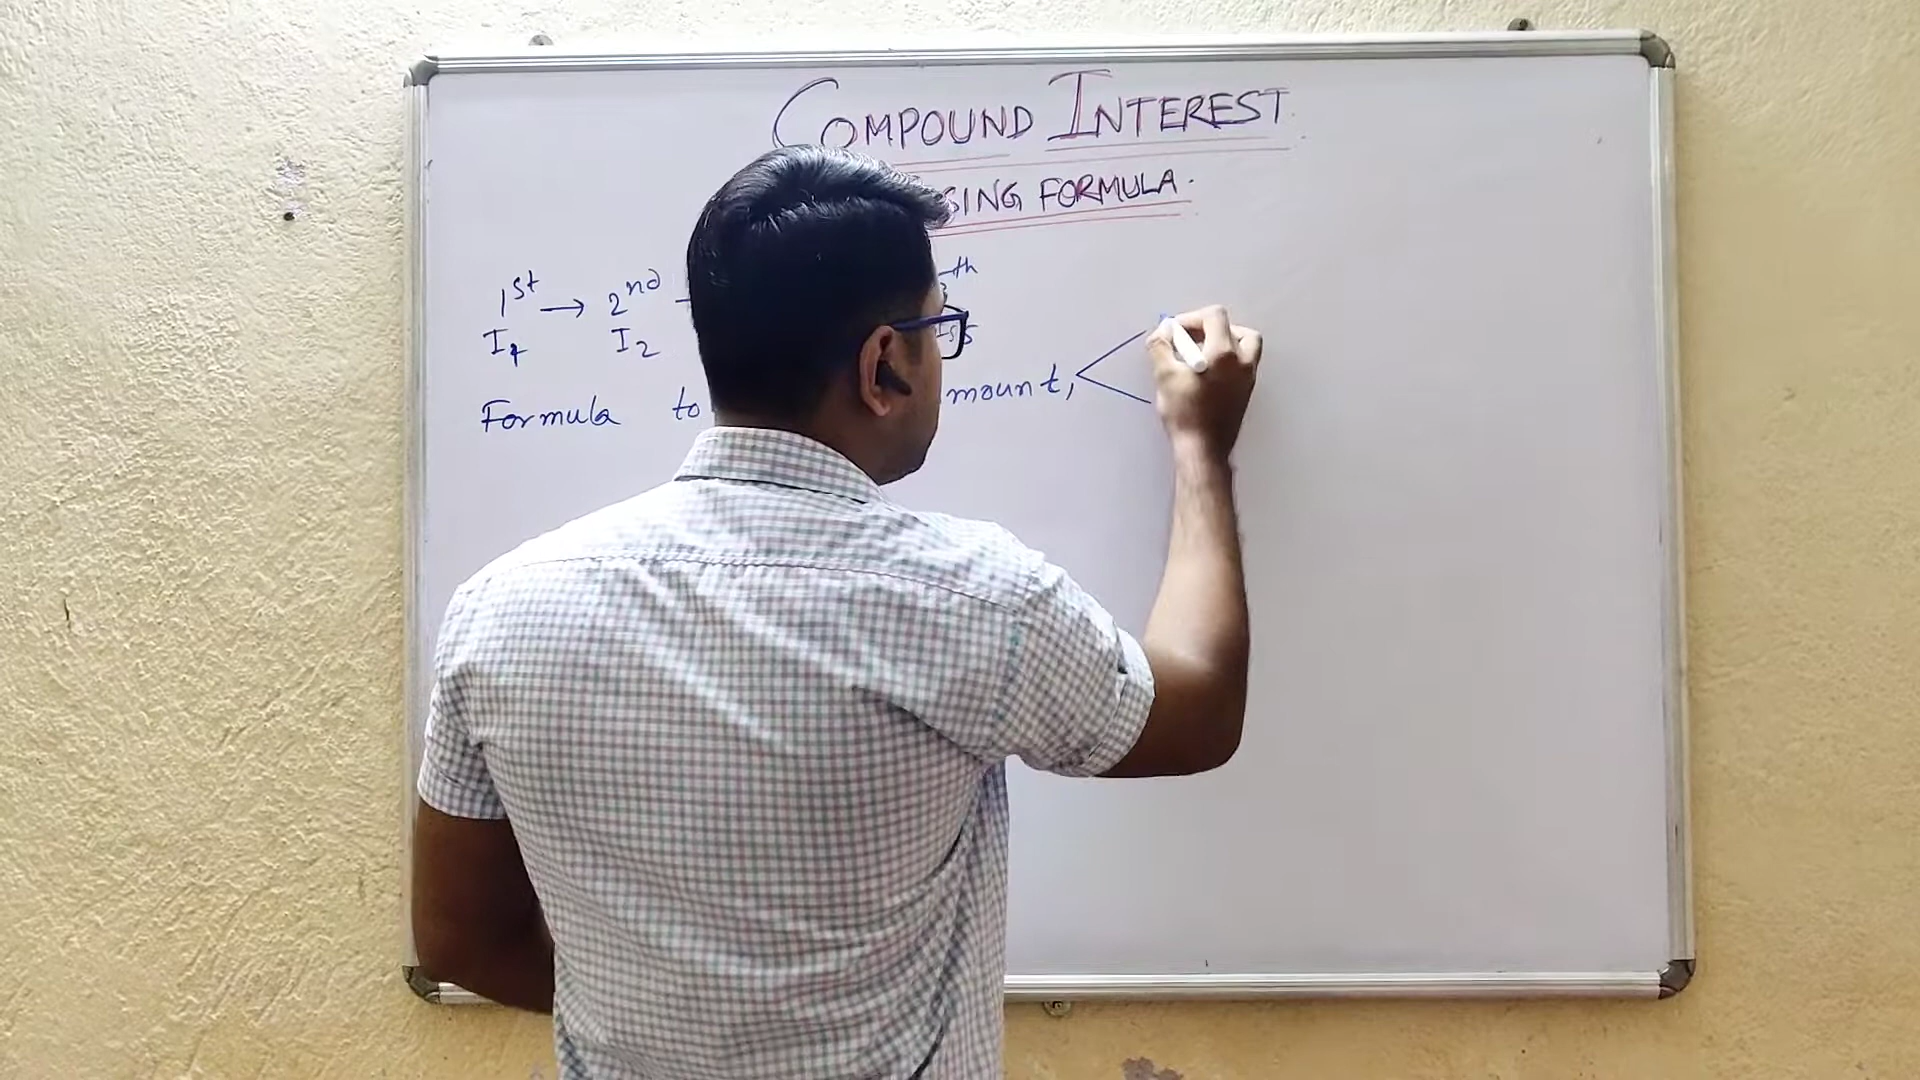 COMPOUND INTEREST
SING FORMULA.
1st → 2nd th
I1 I2
Formula to mount,